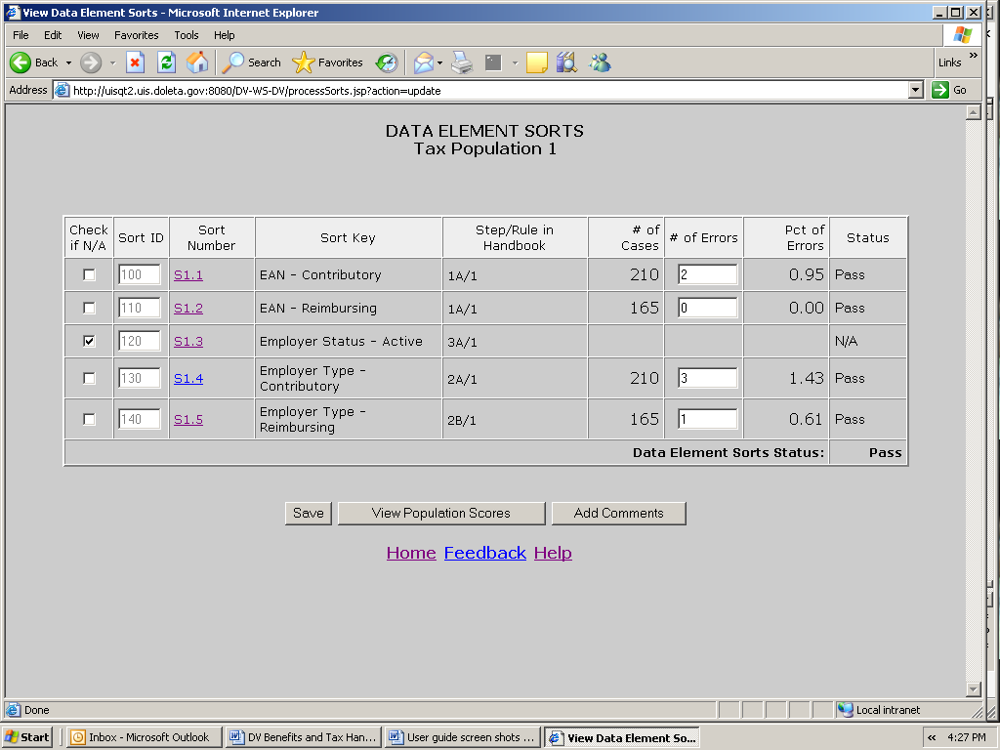 View Data Element Sorts - Microsoft Internet Explorer
File Edit View Favorites Tools Help
Back Search Favorites Links »
Address http://uisqt2.uis.doleta.gov:8080/DV-WS-DV/processSorts.jsp?action=update Go
DATA ELEMENT SORTS
Tax Population 1
Check if N/A Sort ID Sort Number Sort Key Step/Rule in Handbook # of Cases # of Errors Pct of Errors Status
100 S1.1 EAN - Contributory 1A/1 210 2 0.95 Pass
110 S1.2 EAN - Reimbursing 1A/1 165 0 0.00 Pass
120 S1.3 Employer Status - Active 3A/1 N/A
130 S1.4 Employer Type - Contributory 2A/1 210 3 1.43 Pass
140 S1.5 Employer Type - Reimbursing 2B/1 165 1 0.61 Pass
Data Element Sorts Status: Pass
Save View Population Scores Add Comments
Home Feedback Help
Done Local intranet
Start Inbox - Microsoft Outlook DV Benefits and Tax Han... User guide screen shots ... View Data Element So... « 4:27 PM